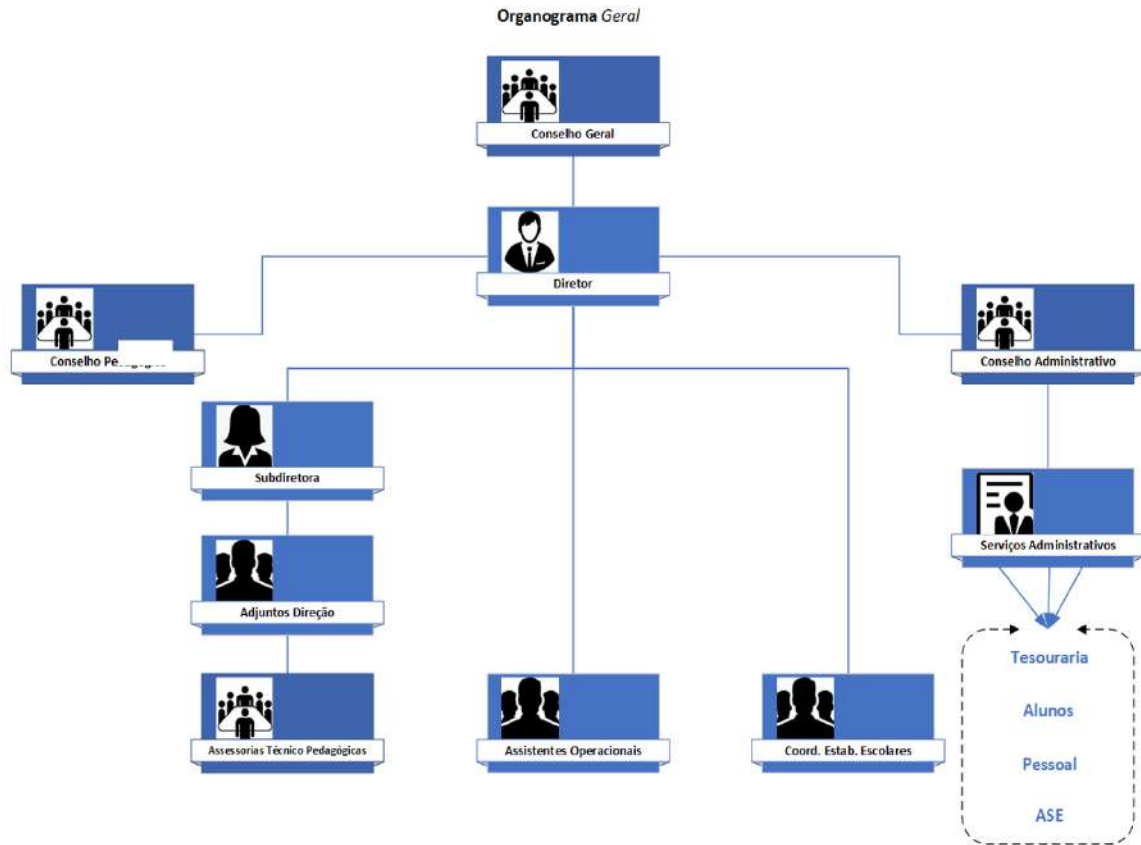 Organograma Geral
Conselho Geral
Diretor
Conselho
Conselho Administrativo
Subdiretora
Serviços Administrativos
Adjuntos Direção
Tesouraria
Alunos
Pessoal
ASE
Assessorias Técnico Pedagógicas
Assistentes Operacionais
Coord. Estab. Escolares